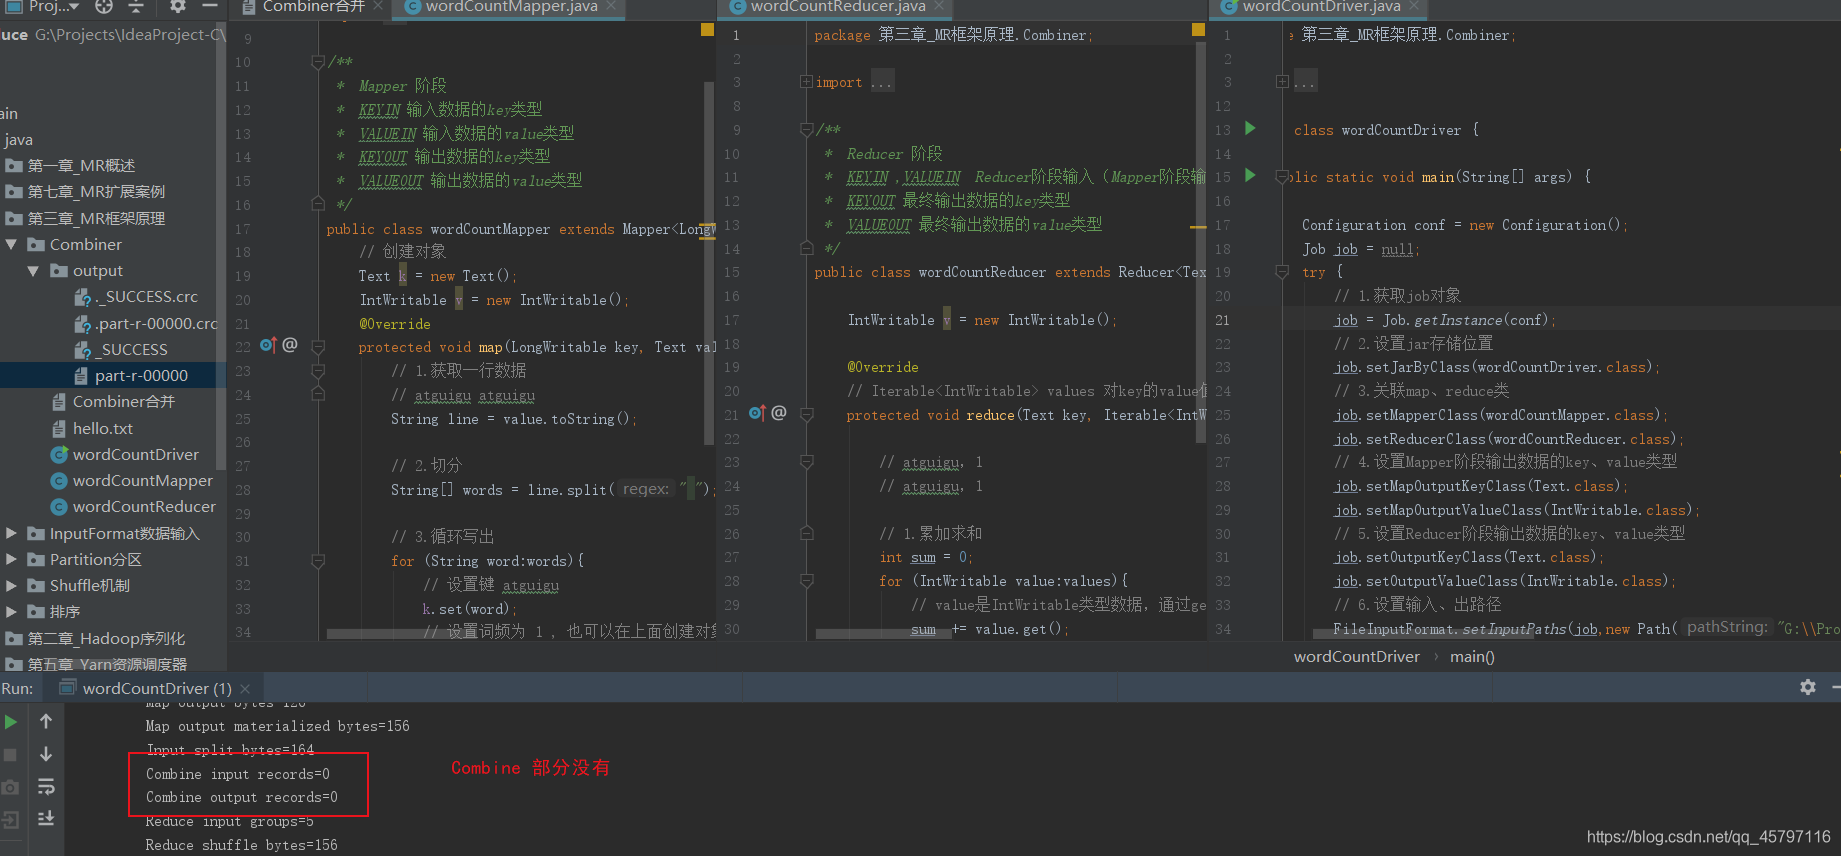 Proj...
Combiner合并
wordCountMapper.java
wordCountReducer.java
wordCountDriver.java
uce G:\Projects\IdeaProject-C\
ain
java
第一章_MR概述
第七章_MR扩展案例
第三章_MR框架原理
Combiner
output
._SUCCESS.crc
.part-r-00000.crc
_SUCCESS
part-r-00000
Combiner合并
hello.txt
wordCountDriver
wordCountMapper
wordCountReducer
InputFormat数据输入
Partition分区
Shuffle机制
排序
第二章_Hadoop序列化
第五章_Yarn资源调度器
9
10 /**
11 * Mapper 阶段
12 * KEYIN 输入数据的key类型
13 * VALUEIN 输入数据的value类型
14 * KEYOUT 输出数据的key类型
15 * VALUEOUT 输出数据的value类型
16 */
17 public class wordCountMapper extends Mapper<LongW
18 // 创建对象
19 Text k = new Text();
20 IntWritable v = new IntWritable();
21 @Override
22 protected void map(LongWritable key, Text val
23 // 1.获取一行数据
24 // atguigu atguigu
25 String line = value.toString();
26
27 // 2.切分
28 String[] words = line.split( regex: " ");
29
30 // 3.循环写出
31 for (String word:words){
32 // 设置键 atguigu
33 k.set(word);
34 // 设置词频为 1 , 也可以在上面创建对象
1 package 第三章_MR框架原理.Combiner;
2
3 import ...
8
9 /**
10 * Reducer 阶段
11 * KEYIN ,VALUEIN Reducer阶段输入（Mapper阶段输
12 * KEYOUT 最终输出数据的key类型
13 * VALUEOUT 最终输出数据的value类型
14 */
15 public class wordCountReducer extends Reducer<Tex
16
17 IntWritable v = new IntWritable();
18
19 @Override
20 // Iterable<IntWritable> values 对key的value值
21 protected void reduce(Text key, Iterable<IntW
22
23 // atguigu, 1
24 // atguigu, 1
25
26 // 1.累加求和
27 int sum = 0;
28 for (IntWritable value:values){
29 // value是IntWritable类型数据, 通过ge
30 sum += value.get();
1 e 第三章_MR框架原理.Combiner;
2
3 ...
12
13 class wordCountDriver {
14
15 blic static void main(String[] args) {
16
17 Configuration conf = new Configuration();
18 Job job = null;
19 try {
20 // 1.获取job对象
21 job = Job.getInstance(conf);
22 // 2.设置jar存储位置
23 job.setJarByClass(wordCountDriver.class);
24 // 3.关联map、reduce类
25 job.setMapperClass(wordCountMapper.class);
26 job.setReducerClass(wordCountReducer.class);
27 // 4.设置Mapper阶段输出数据的key、value类型
28 job.setMapOutputKeyClass(Text.class);
29 job.setMapOutputValueClass(IntWritable.class);
30 // 5.设置Reducer阶段输出数据的key、value类型
31 job.setOutputKeyClass(Text.class);
32 job.setOutputValueClass(IntWritable.class);
33 // 6.设置输入、出路径
34 FileInputFormat.setInputPaths(job,new Path( pathString: "G:\\Pro
wordCountDriver › main()
Run: wordCountDriver (1)
Map output bytes=126
Map output materialized bytes=156
Input split bytes=164
Combine input records=0
Combine output records=0
Reduce input groups=5
Reduce shuffle bytes=156
Combine 部分没有
https://blog.csdn.net/qq_45797116